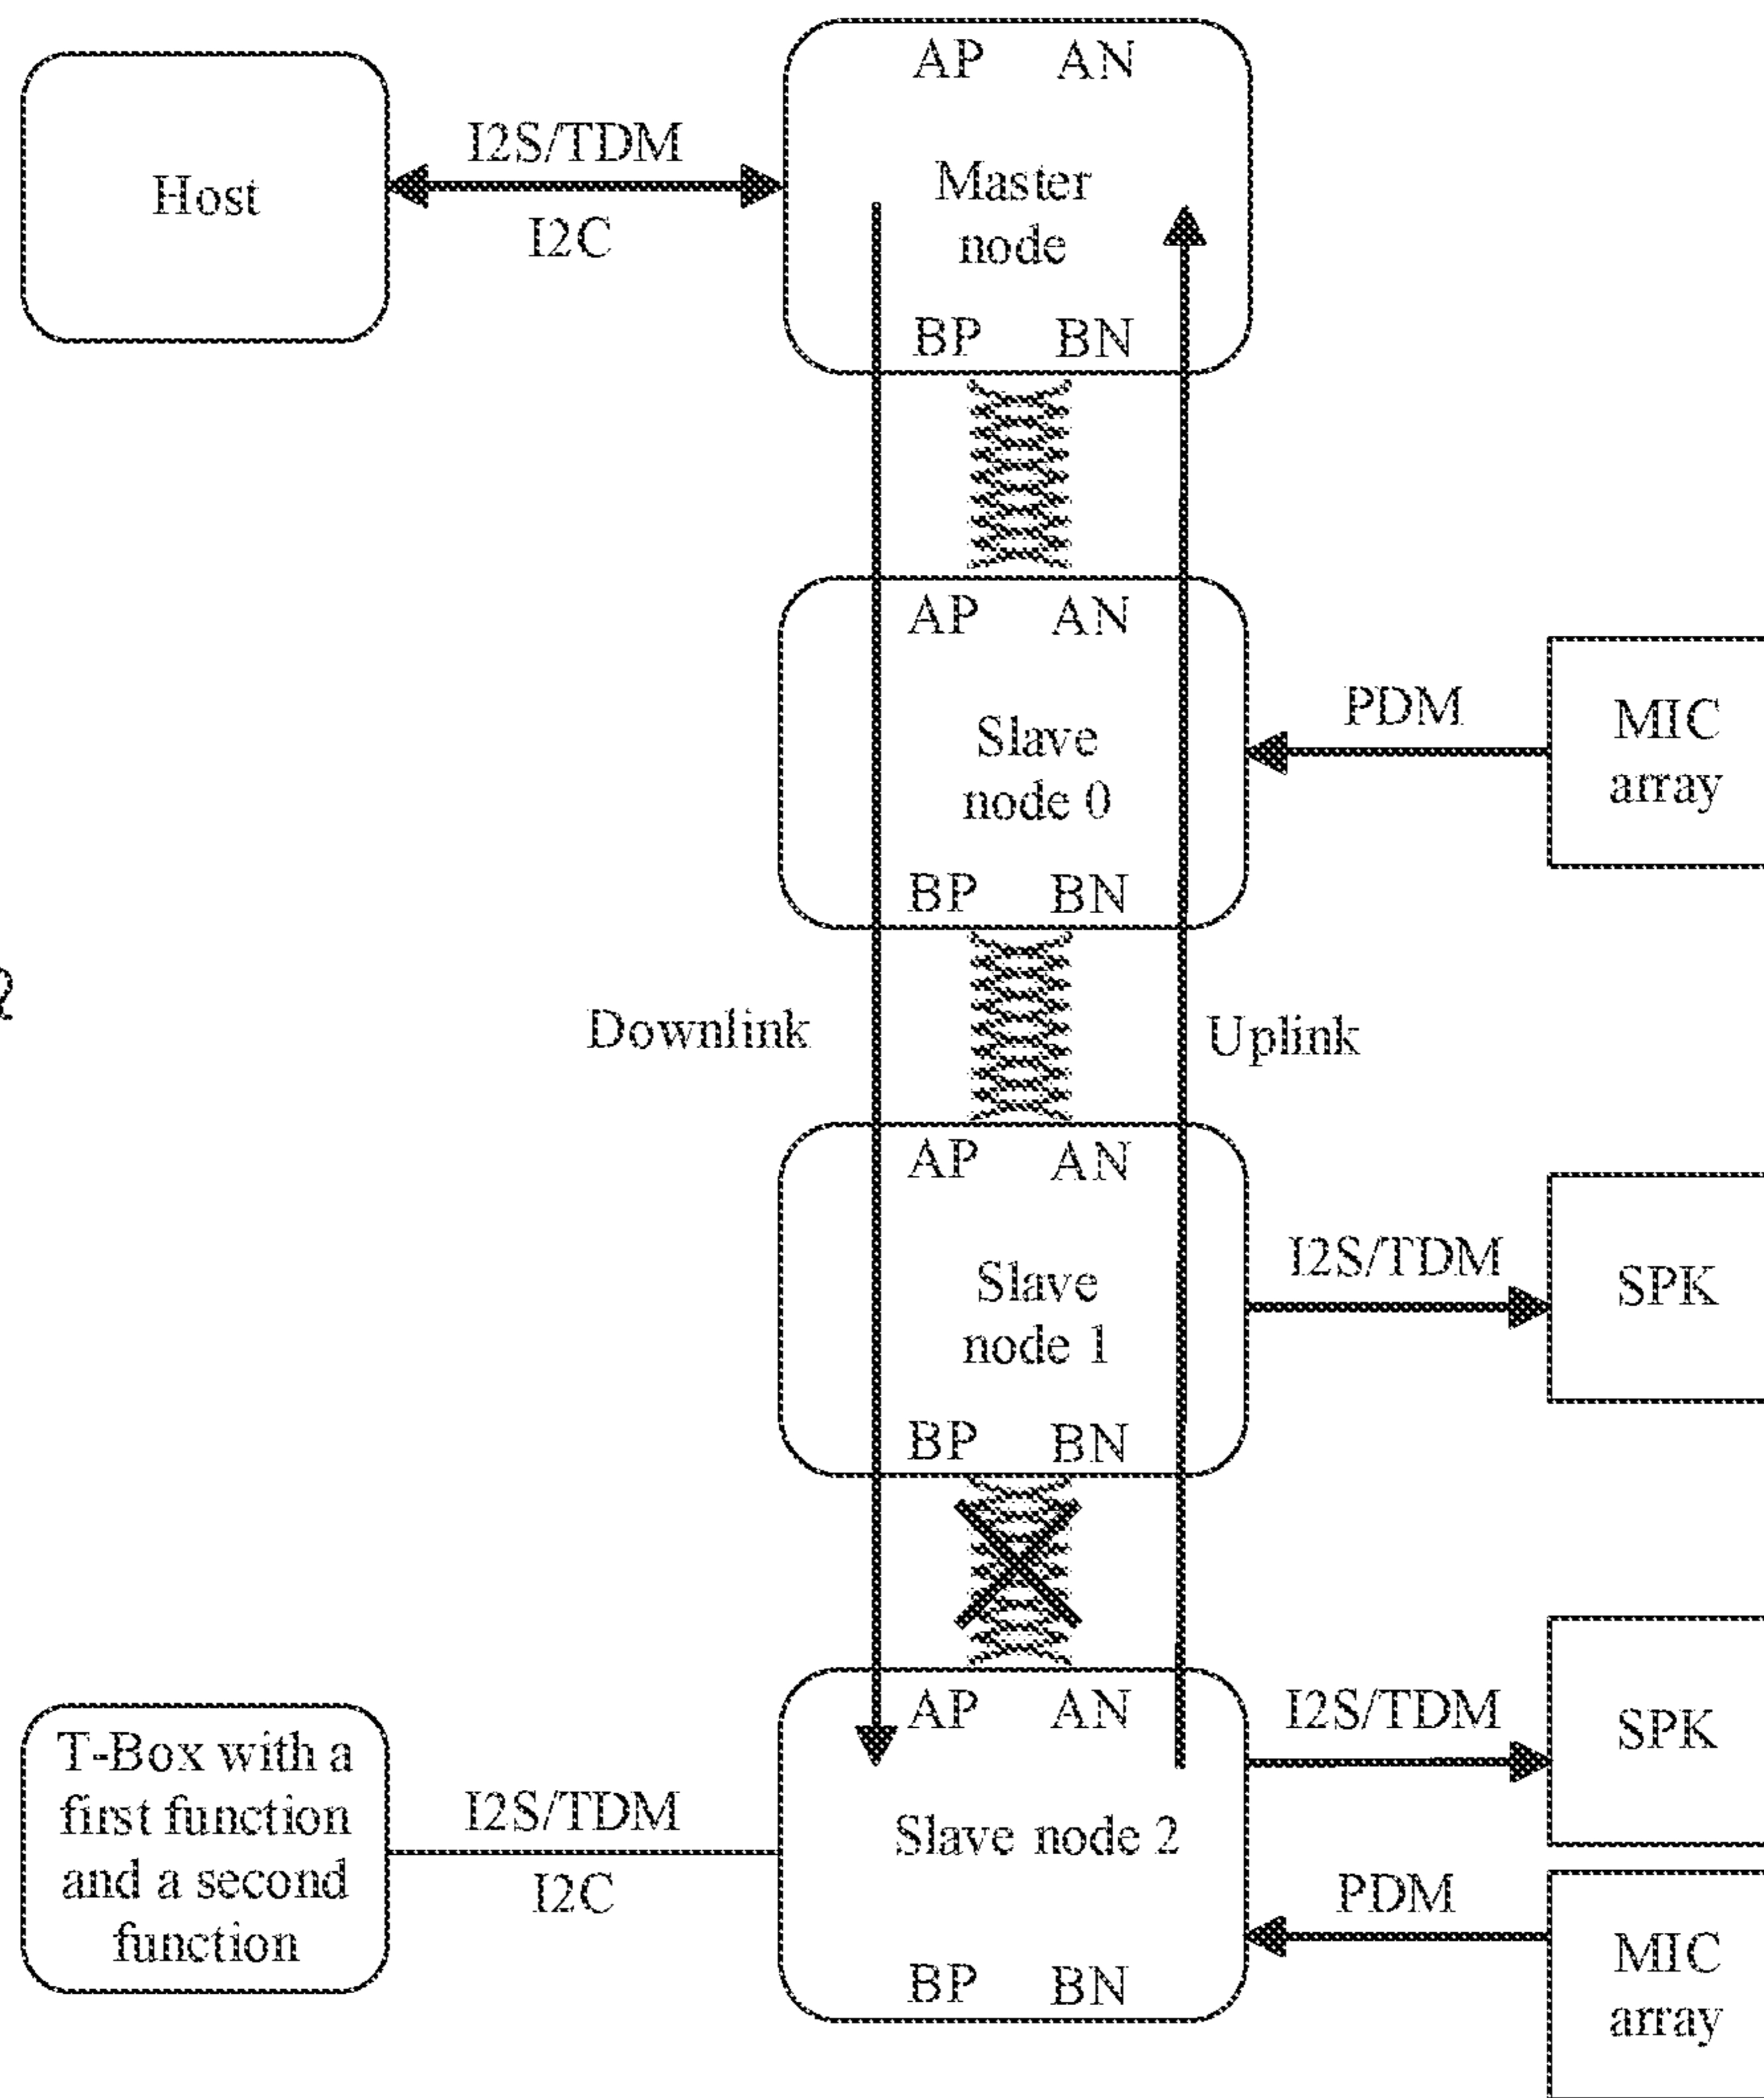 AP AN
Host
I2S/TDM
I2C
Master
node
BP BN
AP AN
Slave
node 0
BP BN
PDM
MIC
array
Downlink
Uplink
AP AN
Slave
node 1
BP BN
I2S/TDM
SPK
AP AN
Slave node 2
BP BN
I2S/TDM
SPK
PDM
MIC
array
T-Box with a
first function
and a second
function
I2S/TDM
I2C